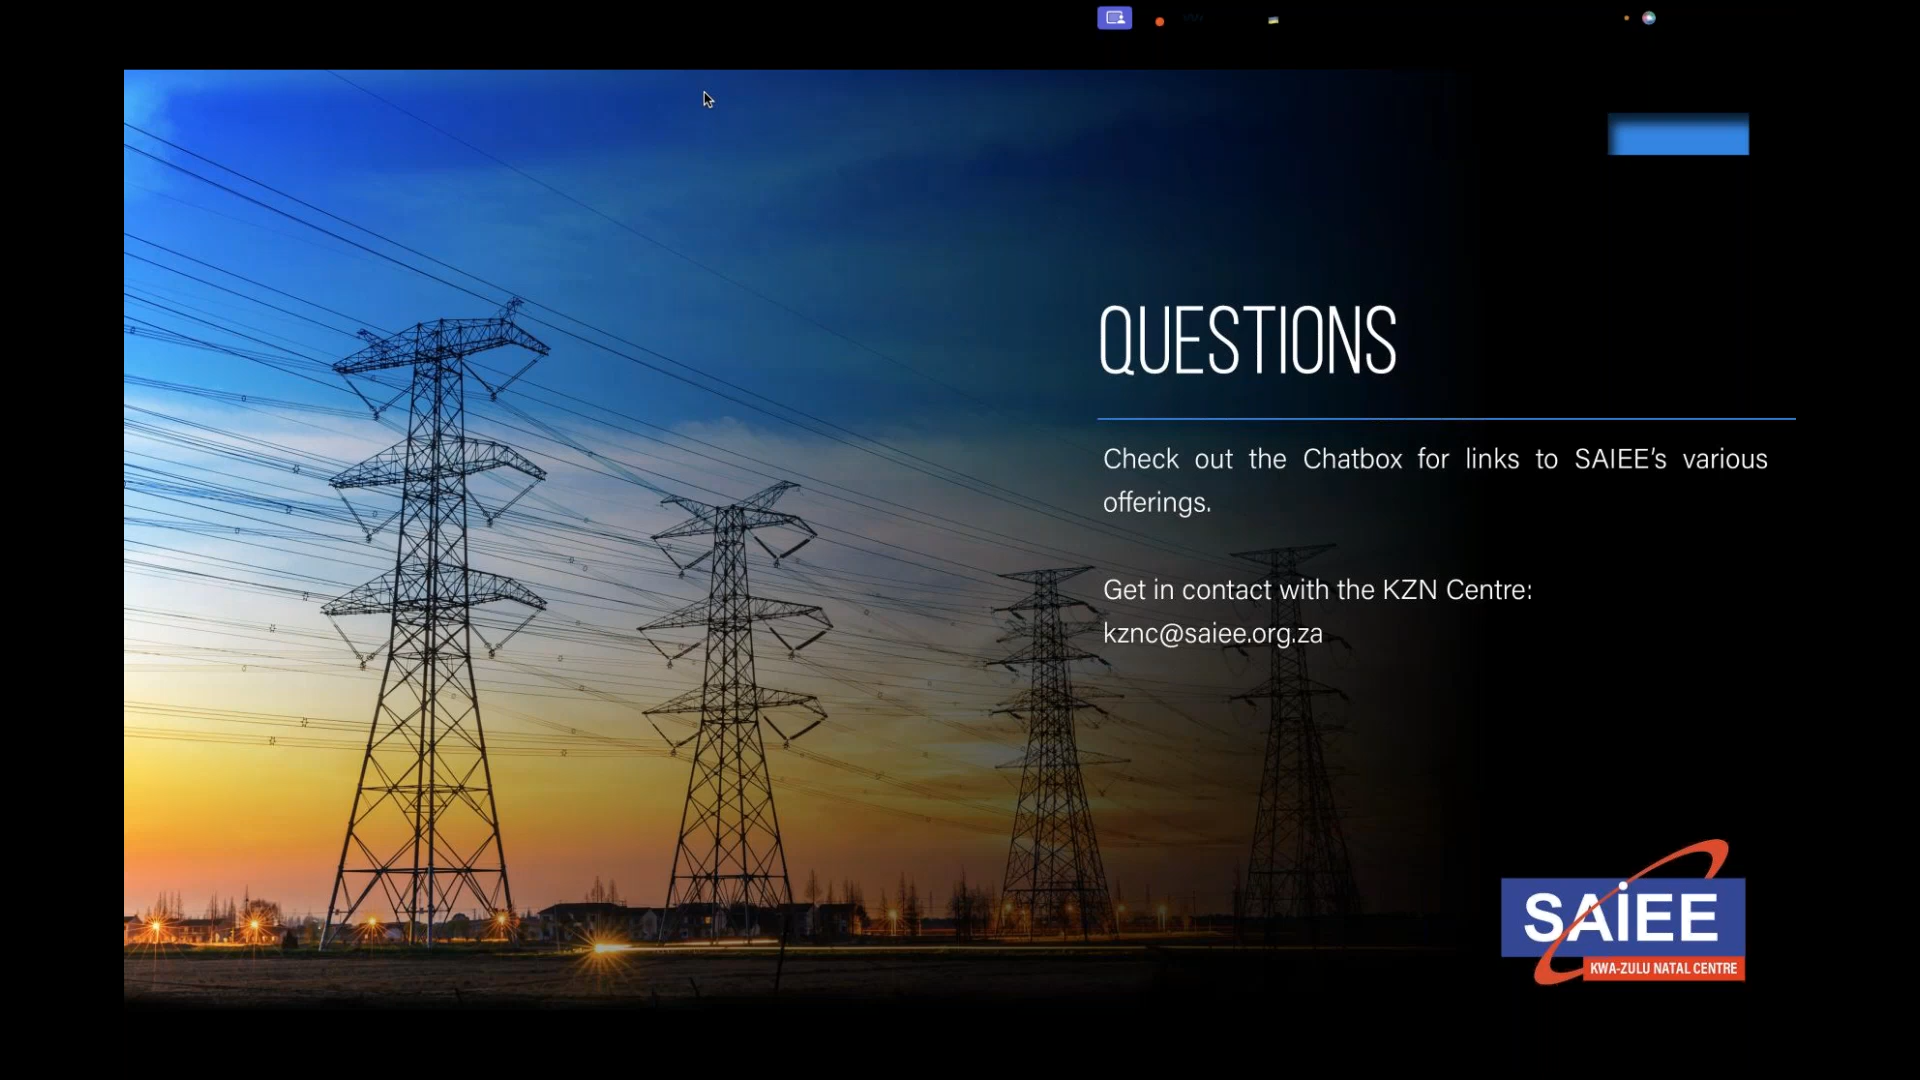 QUESTIONS
Check out the Chatbox for links to SAIEE’s various
offerings.
Get in contact with the KZN Centre:
kznc@saiee.org.za
SAiEE
KWA-ZULU NATAL CENTRE